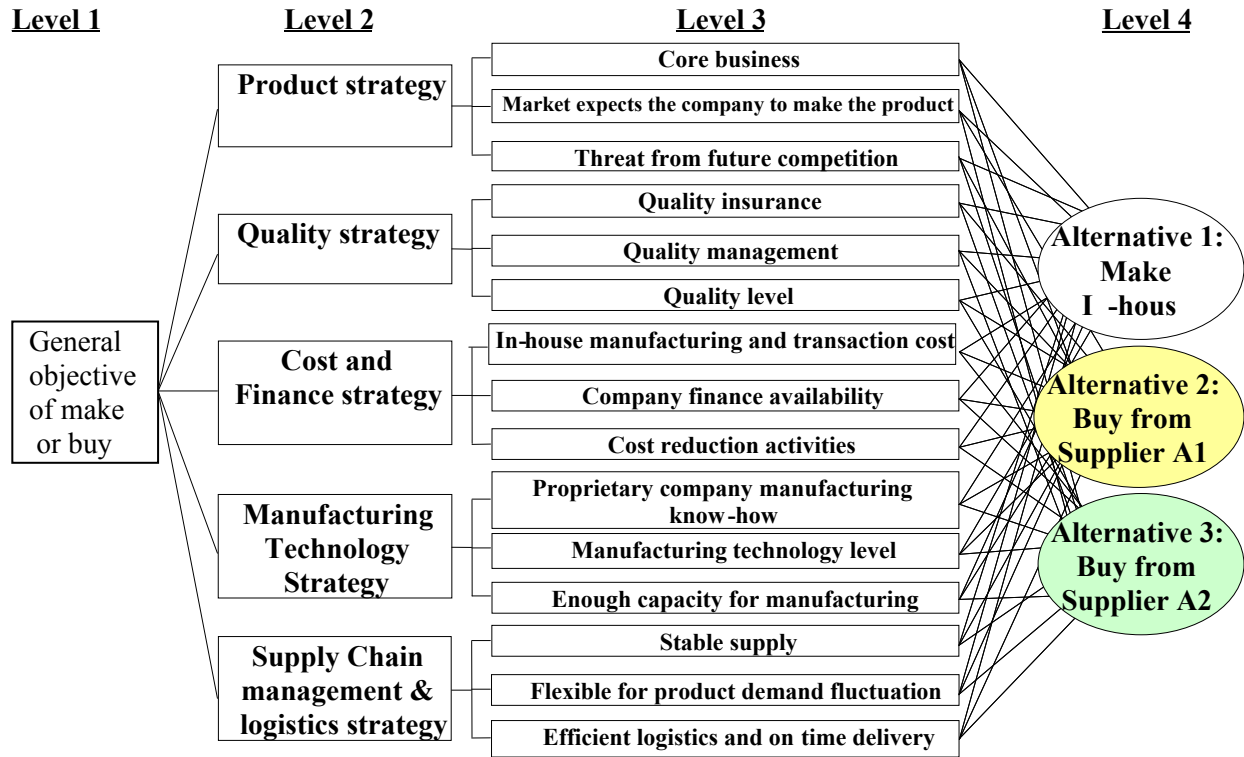 Level 1
Level 2
Level 3
Level 4
General
objective
of make
or buy
Product strategy
Quality strategy
Cost and
Finance strategy
Manufacturing
Technology
Strategy
Supply Chain
management &
logistics strategy
Core business
Market expects the company to make the product
Threat from future competition
Quality insurance
Quality management
Quality level
In-house manufacturing and transaction cost
Company finance availability
Cost reduction activities
Proprietary company manufacturing
know-how
Manufacturing technology level
Enough capacity for manufacturing
Stable supply
Flexible for product demand fluctuation
Efficient logistics and on time delivery
Alternative 1:
Make
I -hous
Alternative 2:
Buy from
Supplier A1
Alternative 3:
Buy from
Supplier A2